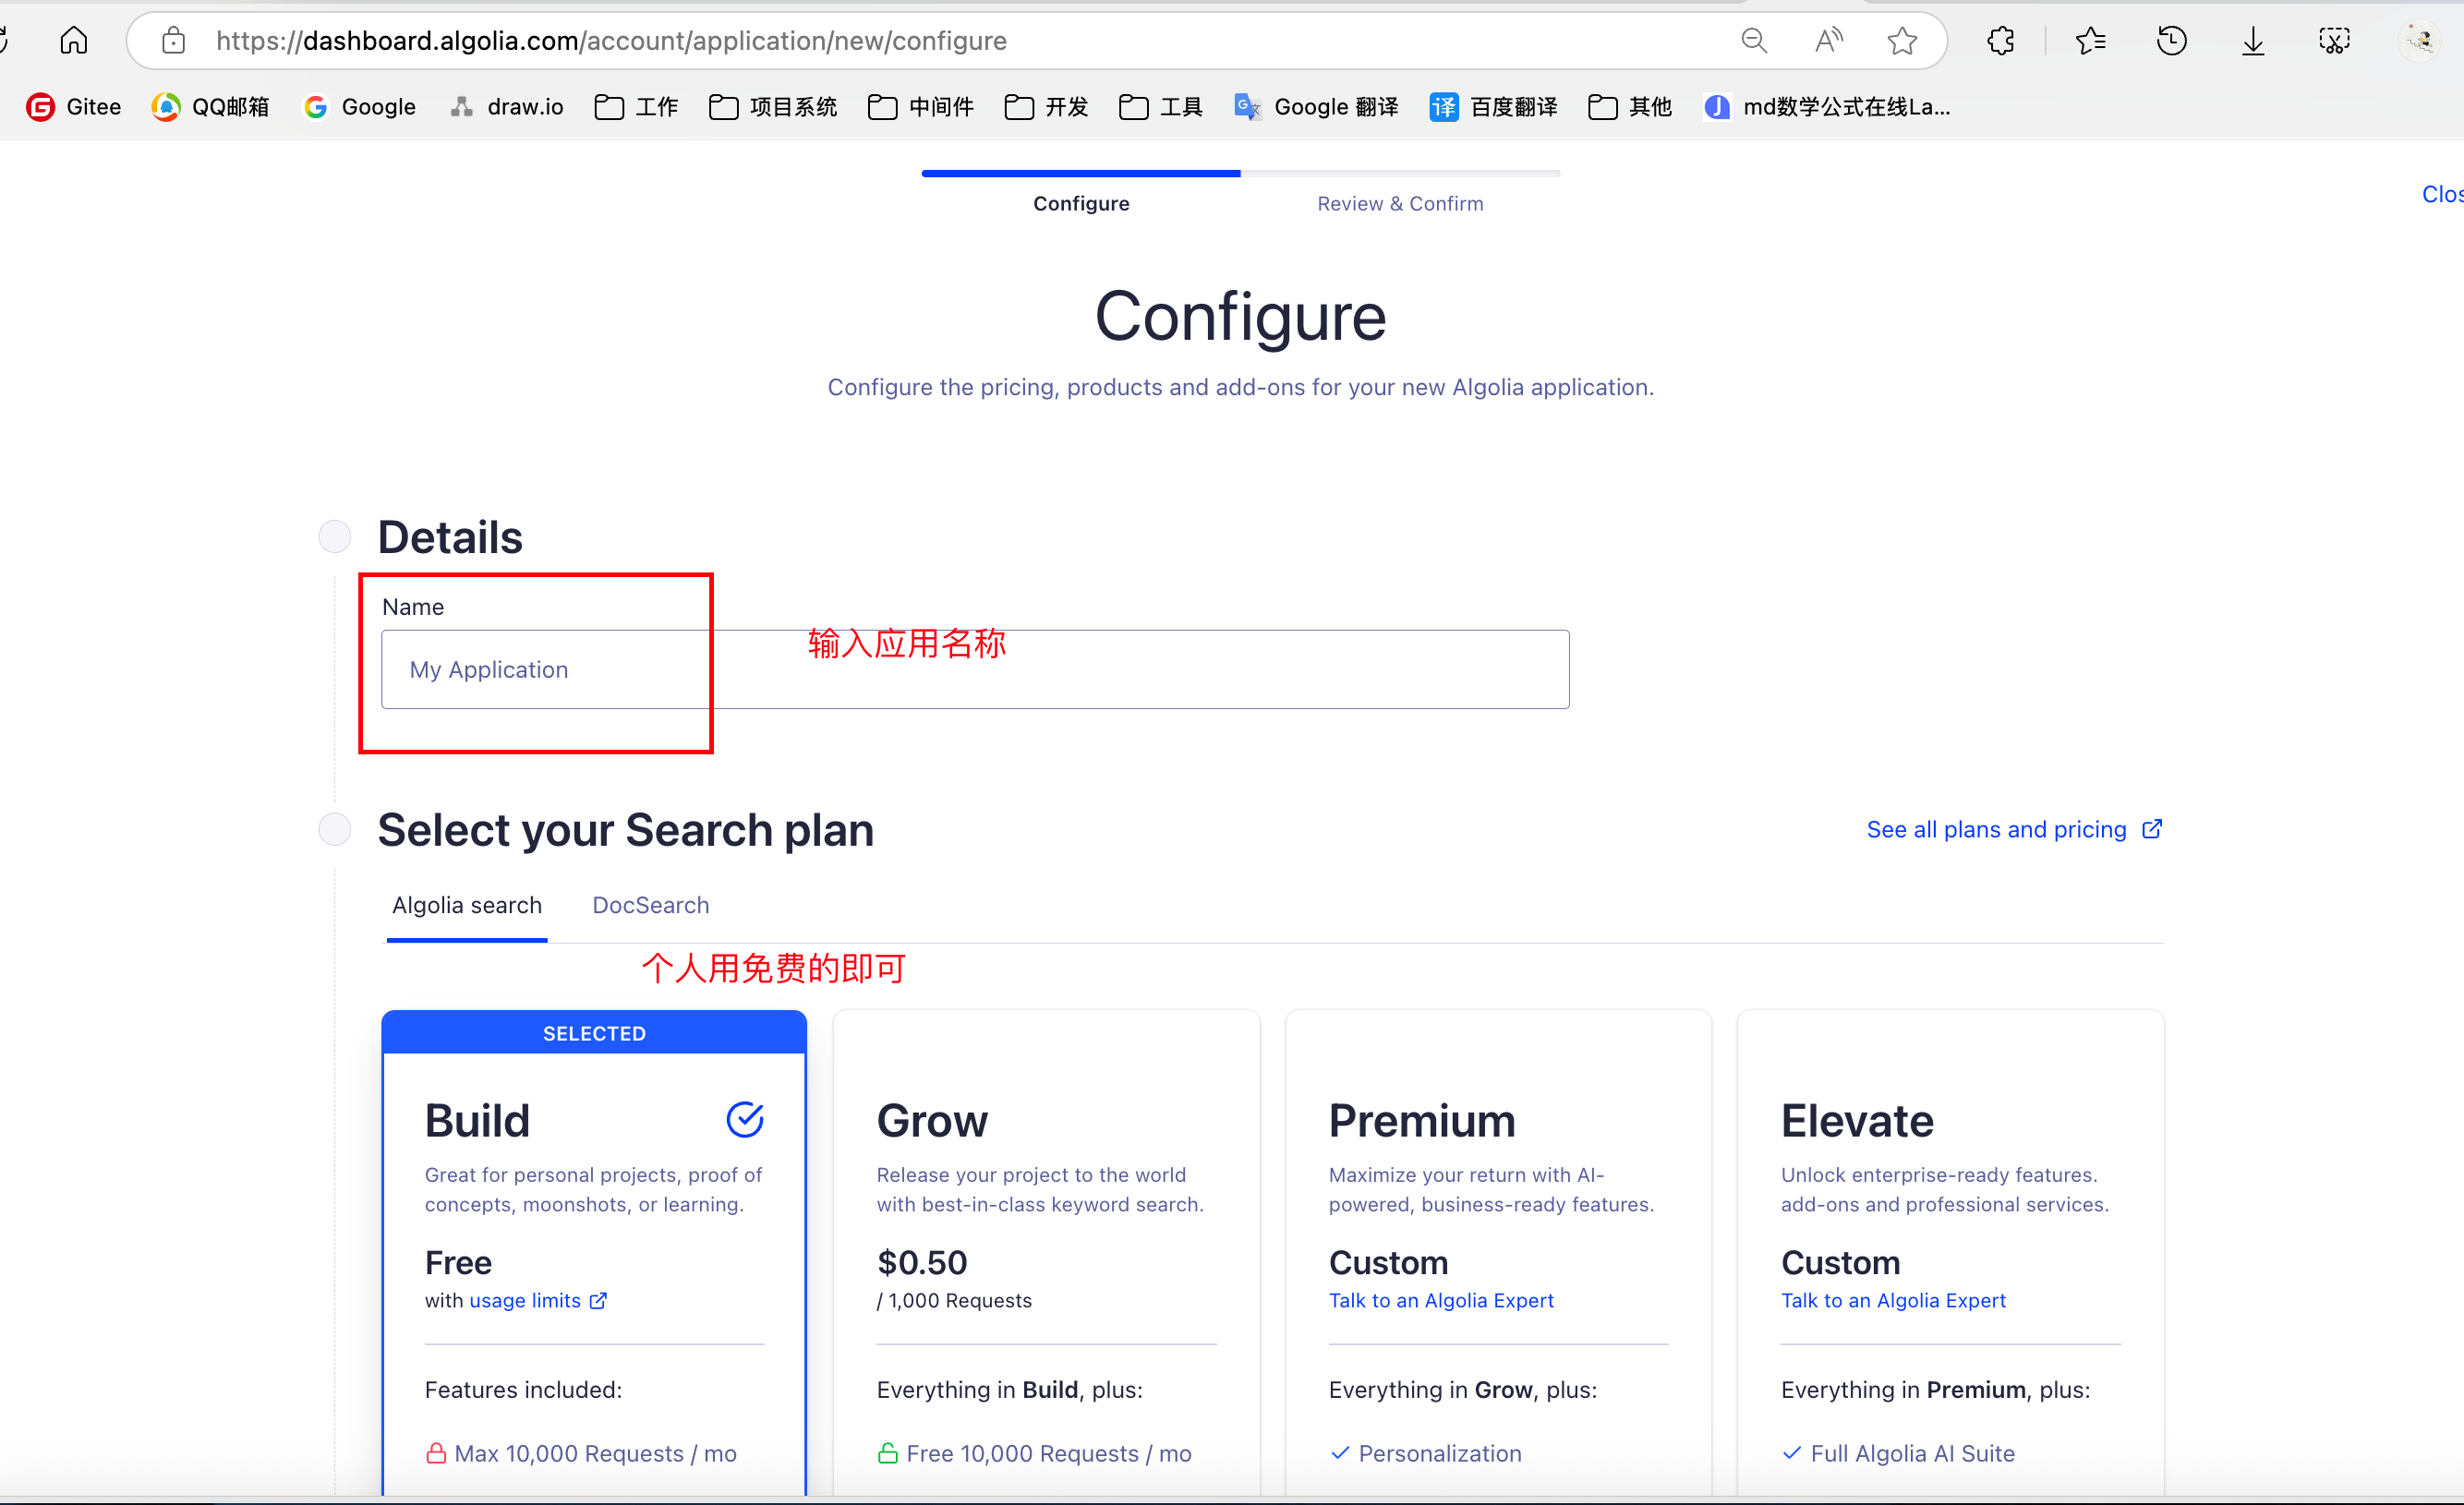 https://dashboard.algolia.com/account/application/new/configure
Gitee QQ邮箱 Google draw.io 工作 项目系统 中间件 开发 工具 Google 翻译 百度翻译 其他 md数学公式在线La...
Configure Review & Confirm
Clos
Configure
Configure the pricing, products and add-ons for your new Algolia application.
Details
Name
输入应用名称
My Application
Select your Search plan
See all plans and pricing
Algolia search DocSearch
个人用免费的即可
SELECTED
Build
Great for personal projects, proof of
concepts, moonshots, or learning.
Free
with usage limits
Features included:
Max 10,000 Requests / mo
Grow
Release your project to the world
with best-in-class keyword search.
$0.50
/ 1,000 Requests
Everything in Build, plus:
Free 10,000 Requests / mo
Premium
Maximize your return with AI-
powered, business-ready features.
Custom
Talk to an Algolia Expert
Everything in Grow, plus:
Personalization
Elevate
Unlock enterprise-ready features.
add-ons and professional services.
Custom
Talk to an Algolia Expert
Everything in Premium, plus:
Full Algolia AI Suite